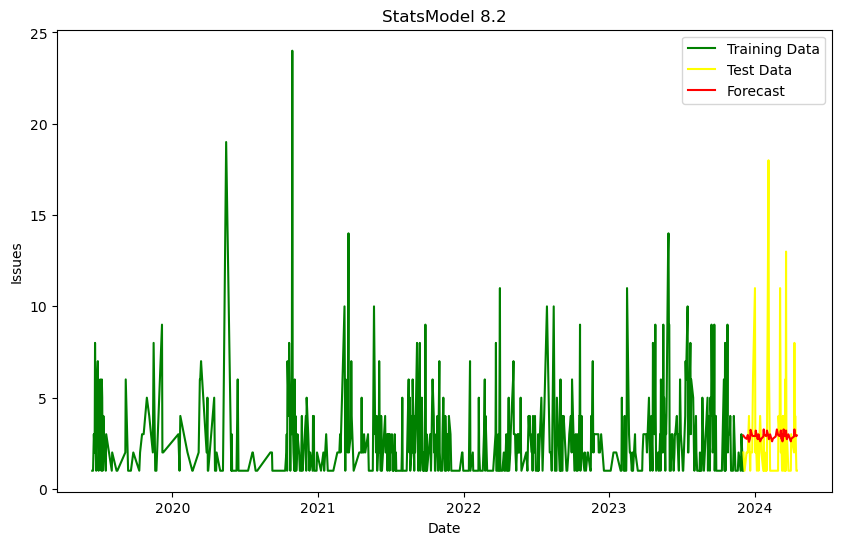 StatsModel 8.2
25
20
15
10
5
0
Issues
2020
2021
2022
2023
2024
Date
Training Data
Test Data
Forecast